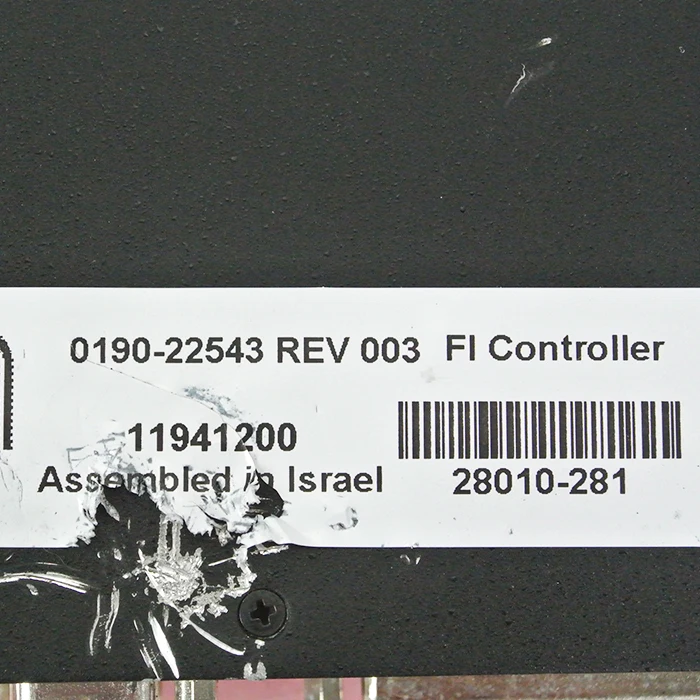 0190-22543 REV 003 FI Controller
11941200
Assembled in Israel
28010-281